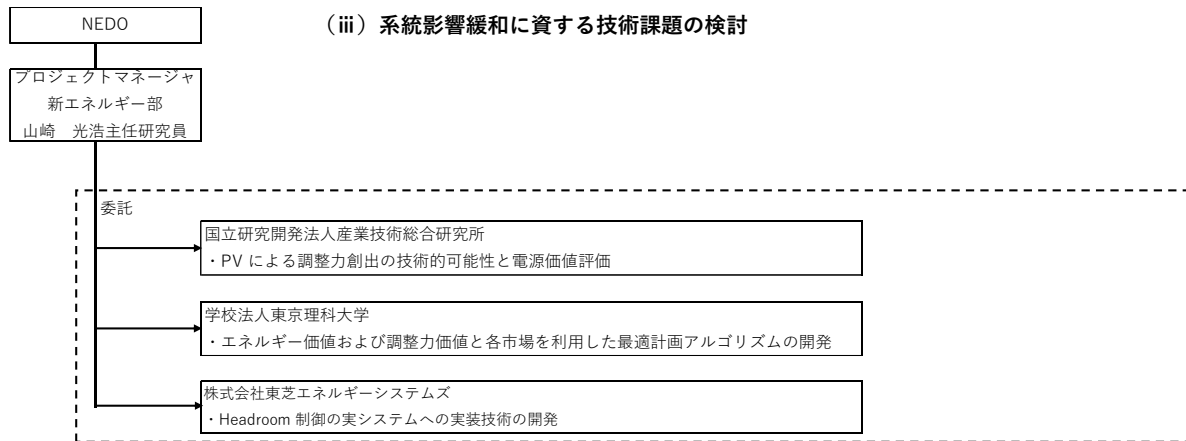 NEDO
（ⅲ）系統影響緩和に資する技術課題の検討
プロジェクトマネージャ
新エネルギー部
山崎　光浩主任研究員
委託
国立研究開発法人産業技術総合研究所
・PV による調整力創出の技術的可能性と電源価値評価
学校法人東京理科大学
・エネルギー価値および調整力価値と各市場を利用した最適計画アルゴリズムの開発
株式会社東芝エネルギーシステムズ
・Headroom 制御の実システムへの実装技術の開発